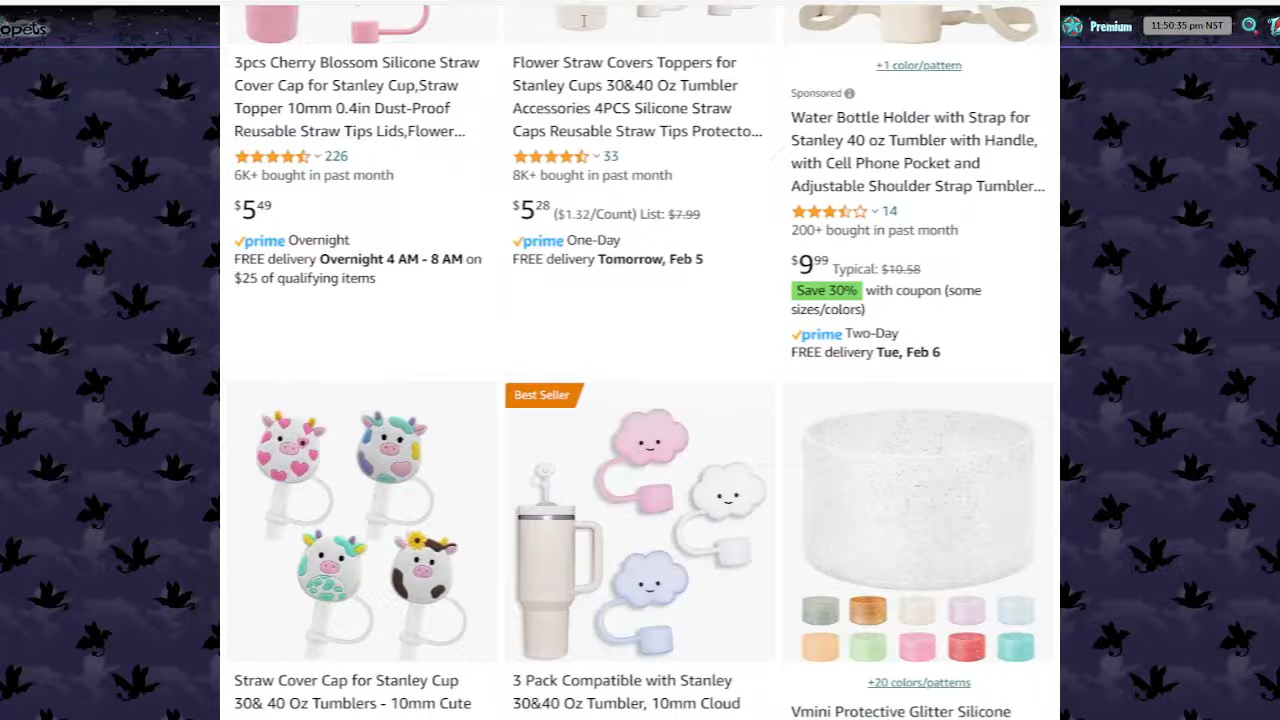 opets
Premium
11:50:35 pm NST
3pcs Cherry Blossom Silicone Straw
Cover Cap for Stanley Cup,Straw
Topper 10mm 0.4in Dust-Proof
Reusable Straw Tips Lids,Flower...
226
6K+ bought in past month
$5.49
prime Overnight
FREE delivery Overnight 4 AM - 8 AM on
$25 of qualifying items
Flower Straw Covers Toppers for
Stanley Cups 30&40 Oz Tumbler
Accessories 4PCS Silicone Straw
Caps Reusable Straw Tips Protecto...
33
8K+ bought in past month
$5.28 ($1.32/Count) List: $7.99
prime One-Day
FREE delivery Tomorrow, Feb 5
+1 color/pattern
Sponsored
Water Bottle Holder with Strap for
Stanley 40 oz Tumbler with Handle,
with Cell Phone Pocket and
Adjustable Shoulder Strap Tumbler...
14
200+ bought in past month
$9.99 Typical: $10.58
Save 30% with coupon (some
sizes/colors)
prime Two-Day
FREE delivery Tue, Feb 6
Straw Cover Cap for Stanley Cup
30& 40 Oz Tumblers - 10mm Cute
Best Seller
3 Pack Compatible with Stanley
30&40 Oz Tumbler, 10mm Cloud
+20 colors/patterns
Vmini Protective Glitter Silicone